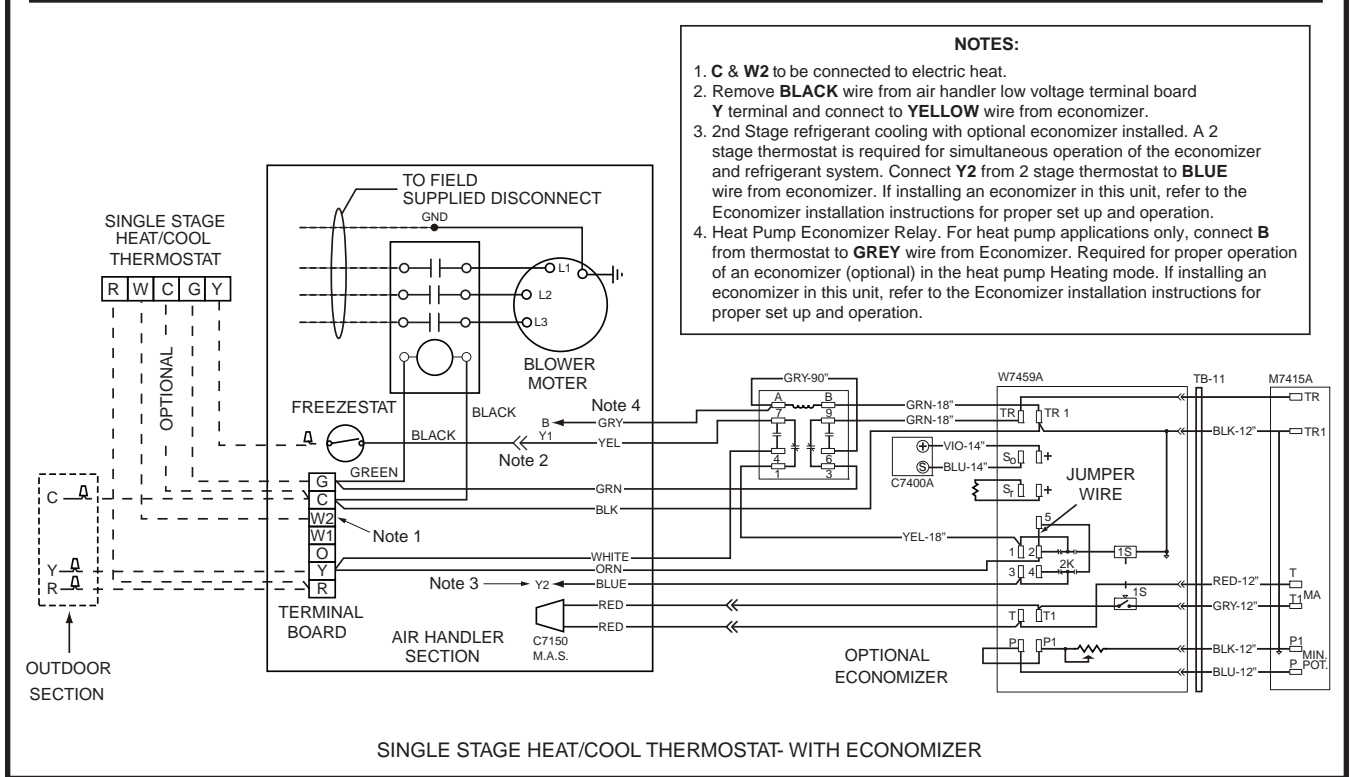 NOTES:
1. C & W2 to be connected to electric heat.
2. Remove BLACK wire from air handler low voltage terminal board
Y terminal and connect to YELLOW wire from economizer.
3. 2nd Stage refrigerant cooling with optional economizer installed. A 2
stage thermostat is required for simultaneous operation of the economizer
and refrigerant system. Connect Y2 from 2 stage thermostat to BLUE
wire from economizer. If installing an economizer in this unit, refer to the
Economizer installation instructions for proper set up and operation.
4. Heat Pump Economizer Relay. For heat pump applications only, connect B
from thermostat to GREY wire from Economizer. Required for proper operation
of an economizer (optional) in the heat pump Heating mode. If installing an
economizer in this unit, refer to the Economizer installation instructions for
proper set up and operation.
SINGLE STAGE
HEAT/COOL
THERMOSTAT
R W C G Y
OPTIONAL
TO FIELD
SUPPLIED DISCONNECT
GND
L1
L2
L3
BLOWER
MOTER
FREEZESTAT
BLACK
BLACK
GREEN
Note 4
B
GRY
Y1
YEL
Note 2
G
C
W2
W1
O
Y
R
Note 1
TERMINAL
BOARD
GRN
BLK
WHITE
ORN
Note 3
Y2
BLUE
RED
RED
C7150
M.A.S.
AIR HANDLER
SECTION
C
Y
R
OUTDOOR
SECTION
GRY-90"
A B
7 9
4 6
1 3
GRN-18"
GRN-18"
VIO-14"
BLU-14"
+
S
C7400A
YEL-18"
OPTIONAL
ECONOMIZER
W7459A
TR TR 1
So +
Sr +
JUMPER
WIRE
5
1 2
3 4
2K
1S
1S
T T1
P P1
TB-11
M7415A
TR
BLK-12"
TR1
RED-12"
T
GRY-12"
T1 MA
BLK-12"
P1
MIN.
POT.
BLU-12"
P
SINGLE STAGE HEAT/COOL THERMOSTAT- WITH ECONOMIZER